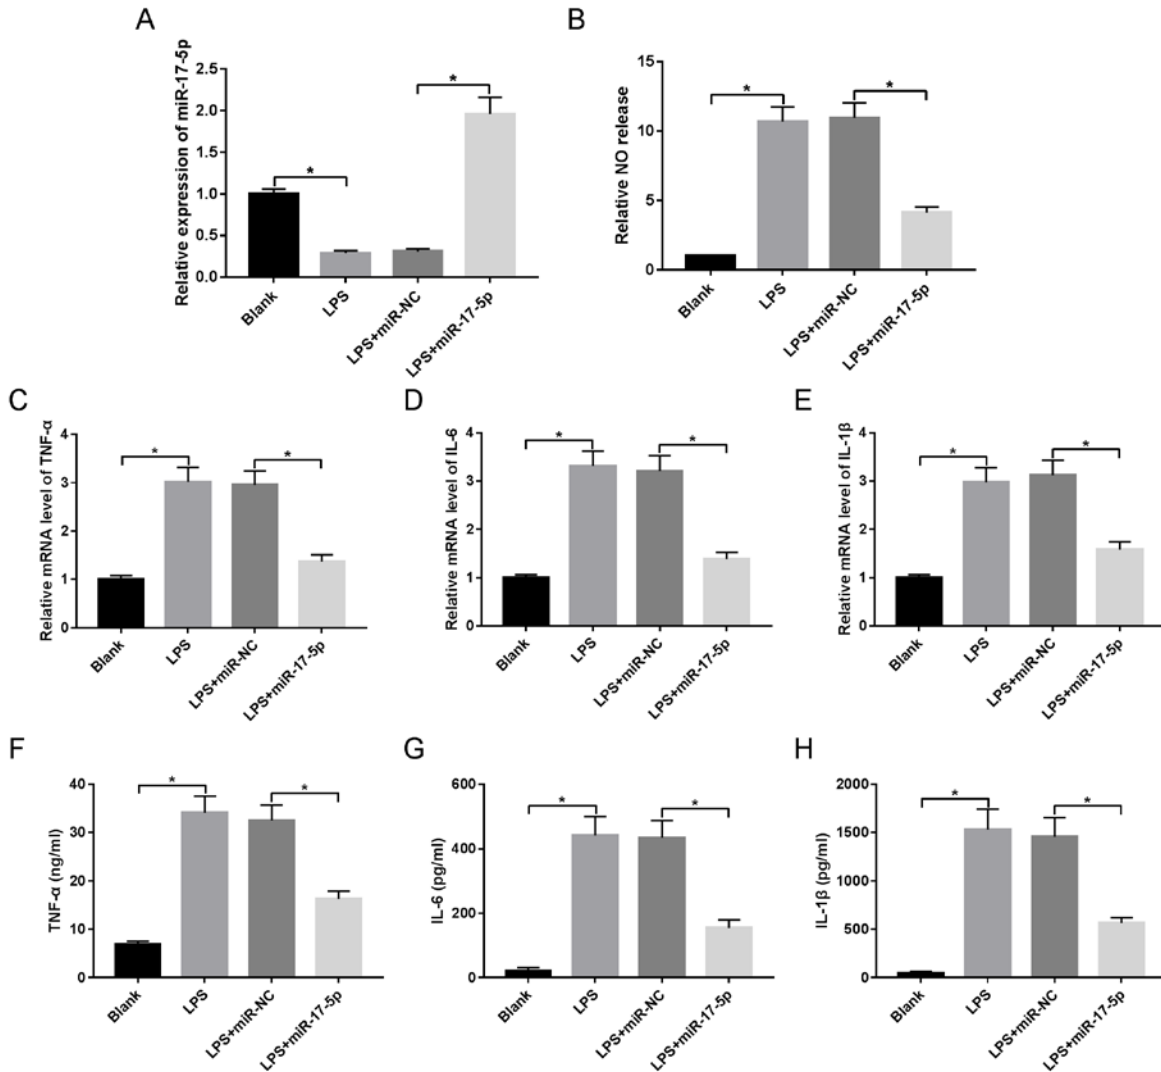 A
Relative expression of miR-17-5p
2.5
2.0
1.5
1.0
0.5
0.0
*
*
Blank
LPS
LPS+miR-NC
LPS+miR-17-5p
B
Relative NO release
15
10
5
0
*
*
Blank
LPS
LPS+miR-NC
LPS+miR-17-5p
C
Relative mRNA level of TNF-α
4
3
2
1
0
*
*
Blank
LPS
LPS+miR-NC
LPS+miR-17-5p
D
Relative mRNA level of IL-6
4
3
2
1
0
*
*
Blank
LPS
LPS+miR-NC
LPS+miR-17-5p
E
Relative mRNA level of IL-1β
4
3
2
1
0
*
*
Blank
LPS
LPS+miR-NC
LPS+miR-17-5p
F
TNF-α (ng/ml)
40
30
20
10
0
*
*
Blank
LPS
LPS+miR-NC
LPS+miR-17-5p
G
IL-6 (pg/ml)
600
400
200
0
*
*
Blank
LPS
LPS+miR-NC
LPS+miR-17-5p
H
IL-1β (pg/ml)
2000
1500
1000
500
0
*
*
Blank
LPS
LPS+miR-NC
LPS+miR-17-5p